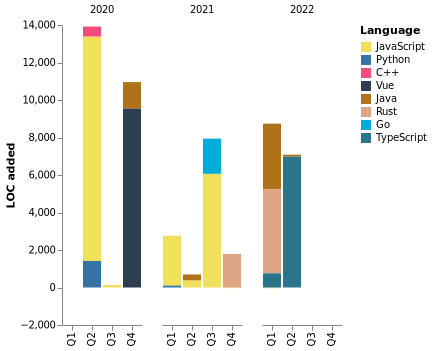 2020 2021 2022
LOC added
14,000
12,000
10,000
8,000
6,000
4,000
2,000
0
−2,000
Q1 Q2 Q3 Q4 Q1 Q2 Q3 Q4 Q1 Q2 Q3 Q4
Language
JavaScript
Python
C++
Vue
Java
Rust
Go
TypeScript